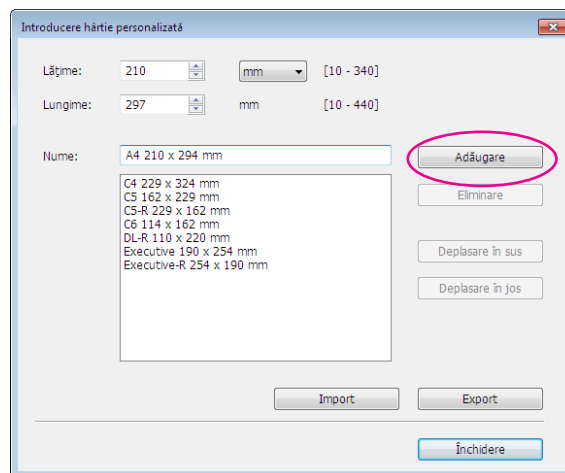 Introducere hârtie personalizată
Lăţime: 210 mm [10 - 340]
Lungime: 297 mm [10 - 440]
Nume: A4 210 x 294 mm Adăugare
C4 229 x 324 mm
C5 162 x 229 mm
C5-R 229 x 162 mm
C6 114 x 162 mm
DL-R 110 x 220 mm
Executive 190 x 254 mm
Executive-R 254 x 190 mm
Eliminare
Deplasare în sus
Deplasare în jos
Import Export
Închidere